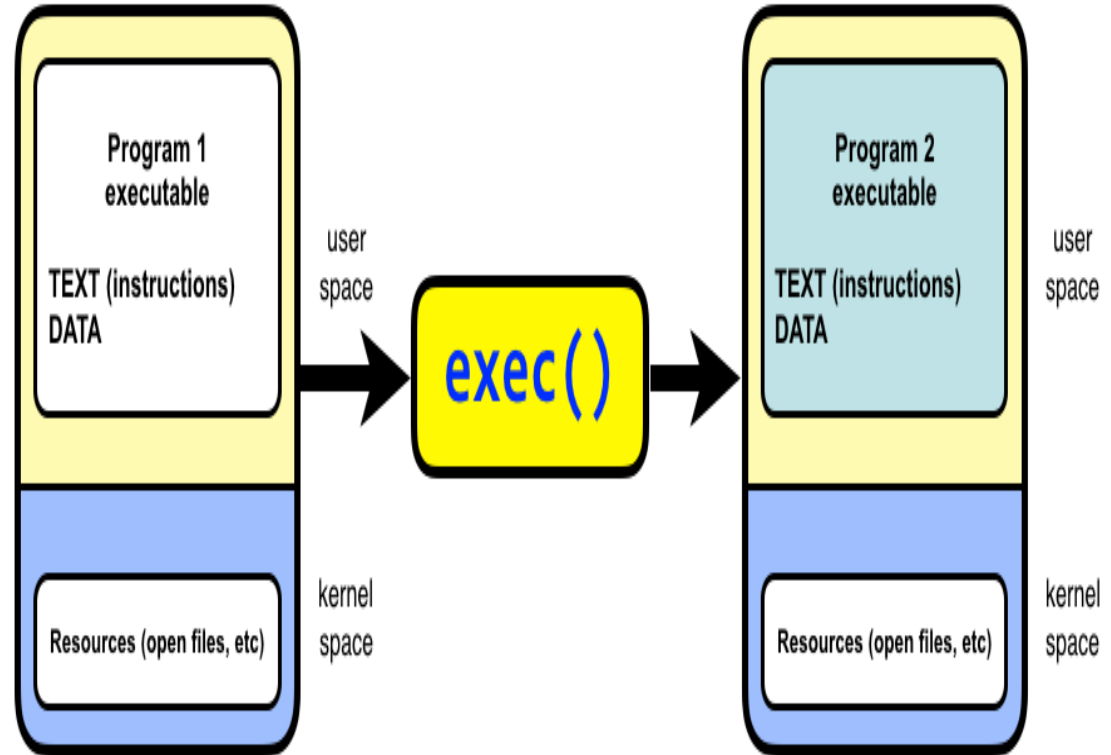 Program 1
executable
TEXT (instructions)
DATA
user
space
Resources (open files, etc)
kernel
space
exec()
Program 2
executable
TEXT (instructions)
DATA
user
space
Resources (open files, etc)
kernel
space